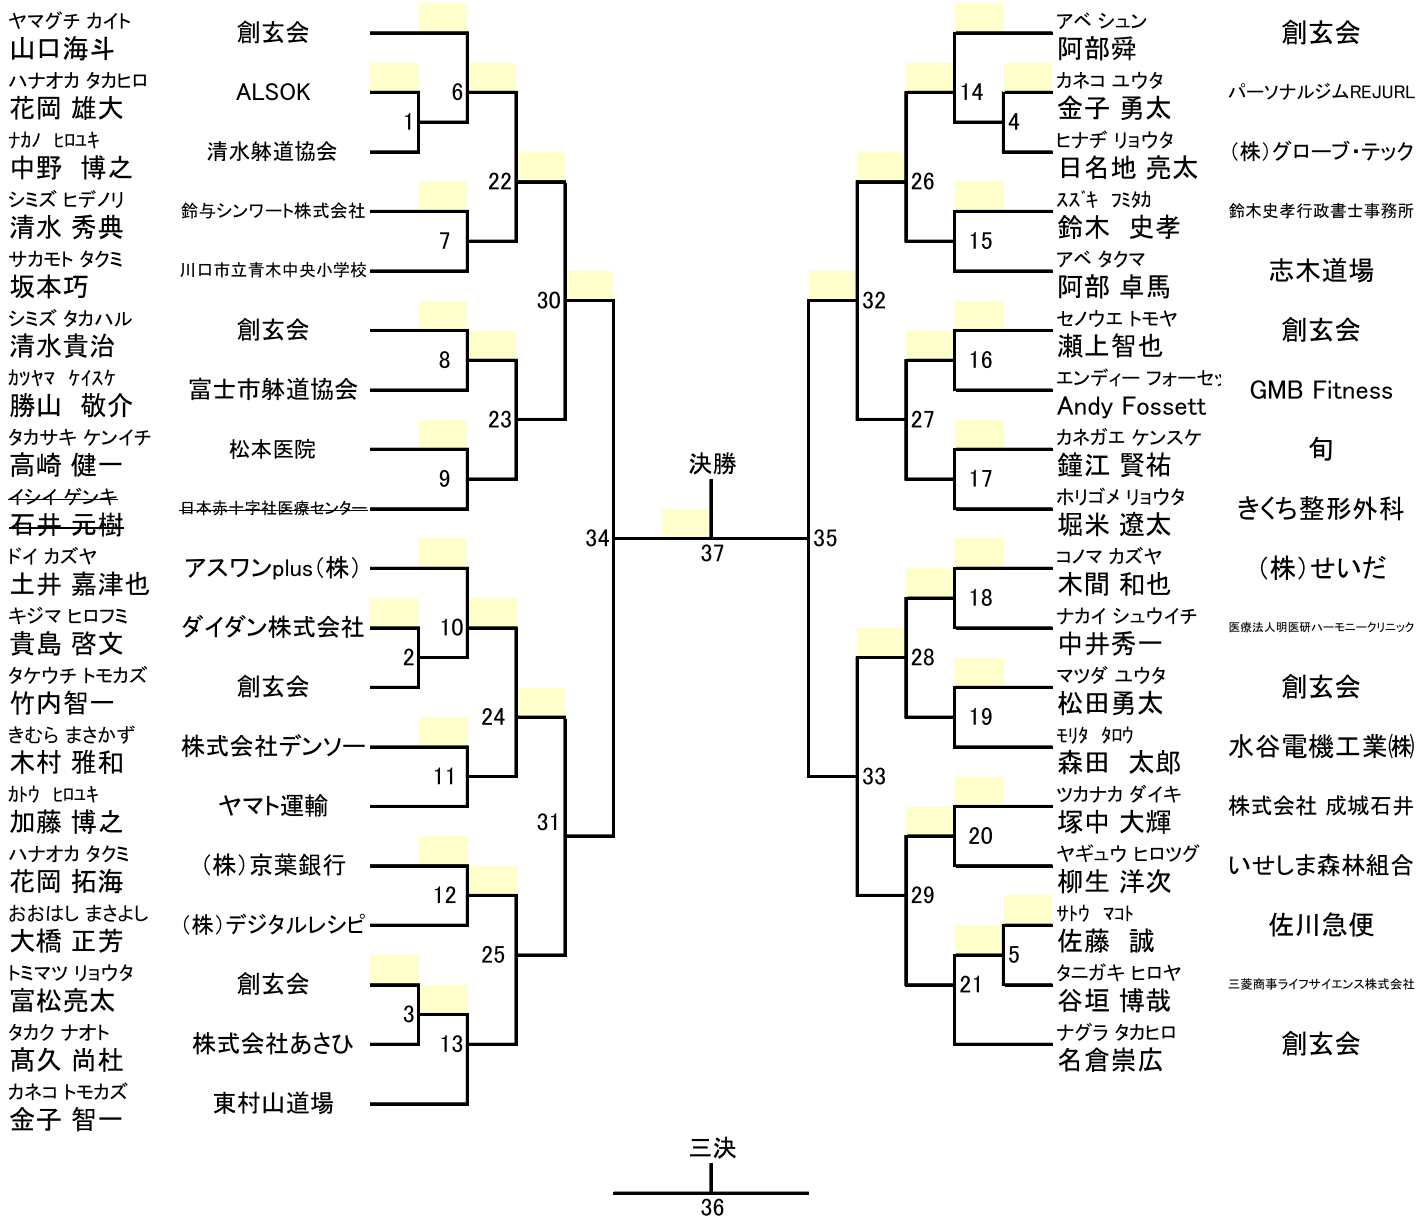 ヤマグチ カイト
山口海斗 創玄会
ハナオカ タカヒロ
花岡 雄大 ALSOK
ナカノ ヒロユキ
中野 博之 清水躰道協会
シミズ ヒデノリ
清水 秀典 鈴与シンワート株式会社
サカモト タクミ
坂本巧 川口市立青木中央小学校
シミズ タカハル
清水貴治 創玄会
カツヤマ ケイスケ
勝山 敬介 富士市躰道協会
タカサキ ケンイチ
高崎 健一 松本医院
イシイ ゲンキ
石井 元樹 日本赤十字社医療センター
ドイ カズヤ
土井 嘉津也 アスワンplus（株）
キジマ ヒロフミ
貴島 啓文 ダイダン株式会社
タケウチ トモカズ
竹内智一 創玄会
きむら まさかず
木村 雅和 株式会社デンソー
カトウ ヒロユキ
加藤 博之 ヤマト運輸
ハナオカ タクミ
花岡 拓海 （株）京葉銀行
おおはし まさよし
大橋 正芳 （株）デジタルレシピ
トミマツ リョウタ
富松亮太 創玄会
タカク ナオト
髙久 尚杜 株式会社あさひ
カネコ トモカズ
金子 智一 東村山道場
1
2
3
6
7
8
9
10
11
12
13
22
23
24
25
30
31
34
決勝
37
三決
36
35
32
33
26
27
28
29
14
15
16
17
18
19
20
21
4
5
アベ シュン
阿部舜 創玄会
カネコ ユウタ
金子 勇太 パーソナルジムREJURL
ヒナヂ リョウタ
日名地 亮太 （株）グローブ・テック
スズキ フミタカ
鈴木 史孝 鈴木史孝行政書士事務所
アベ タクマ
阿部 卓馬 志木道場
セノウエ トモヤ
瀬上智也 創玄会
エンディー フォーセッ
Andy Fossett GMB Fitness
カネガエ ケンスケ
鐘江 賢祐 旬
ホリゴメ リョウタ
堀米 遼太 きくち整形外科
コノマ カズヤ
木間 和也 （株）せいだ
ナカイ シュウイチ
中井秀一 医療法人明医研ハーモニークリニック
マツダ ユウタ
松田勇太 創玄会
モリタ タロウ
森田 太郎 水谷電機工業㈱
ツカナカ ダイキ
塚中 大輝 株式会社 成城石井
ヤギュウ ヒロツグ
柳生 洋次 いせしま森林組合
サトウ マコト
佐藤 誠 佐川急便
タニガキ ヒロヤ
谷垣 博哉 三菱商事ライフサイエンス株式会社
ナグラ タカヒロ
名倉崇広 創玄会